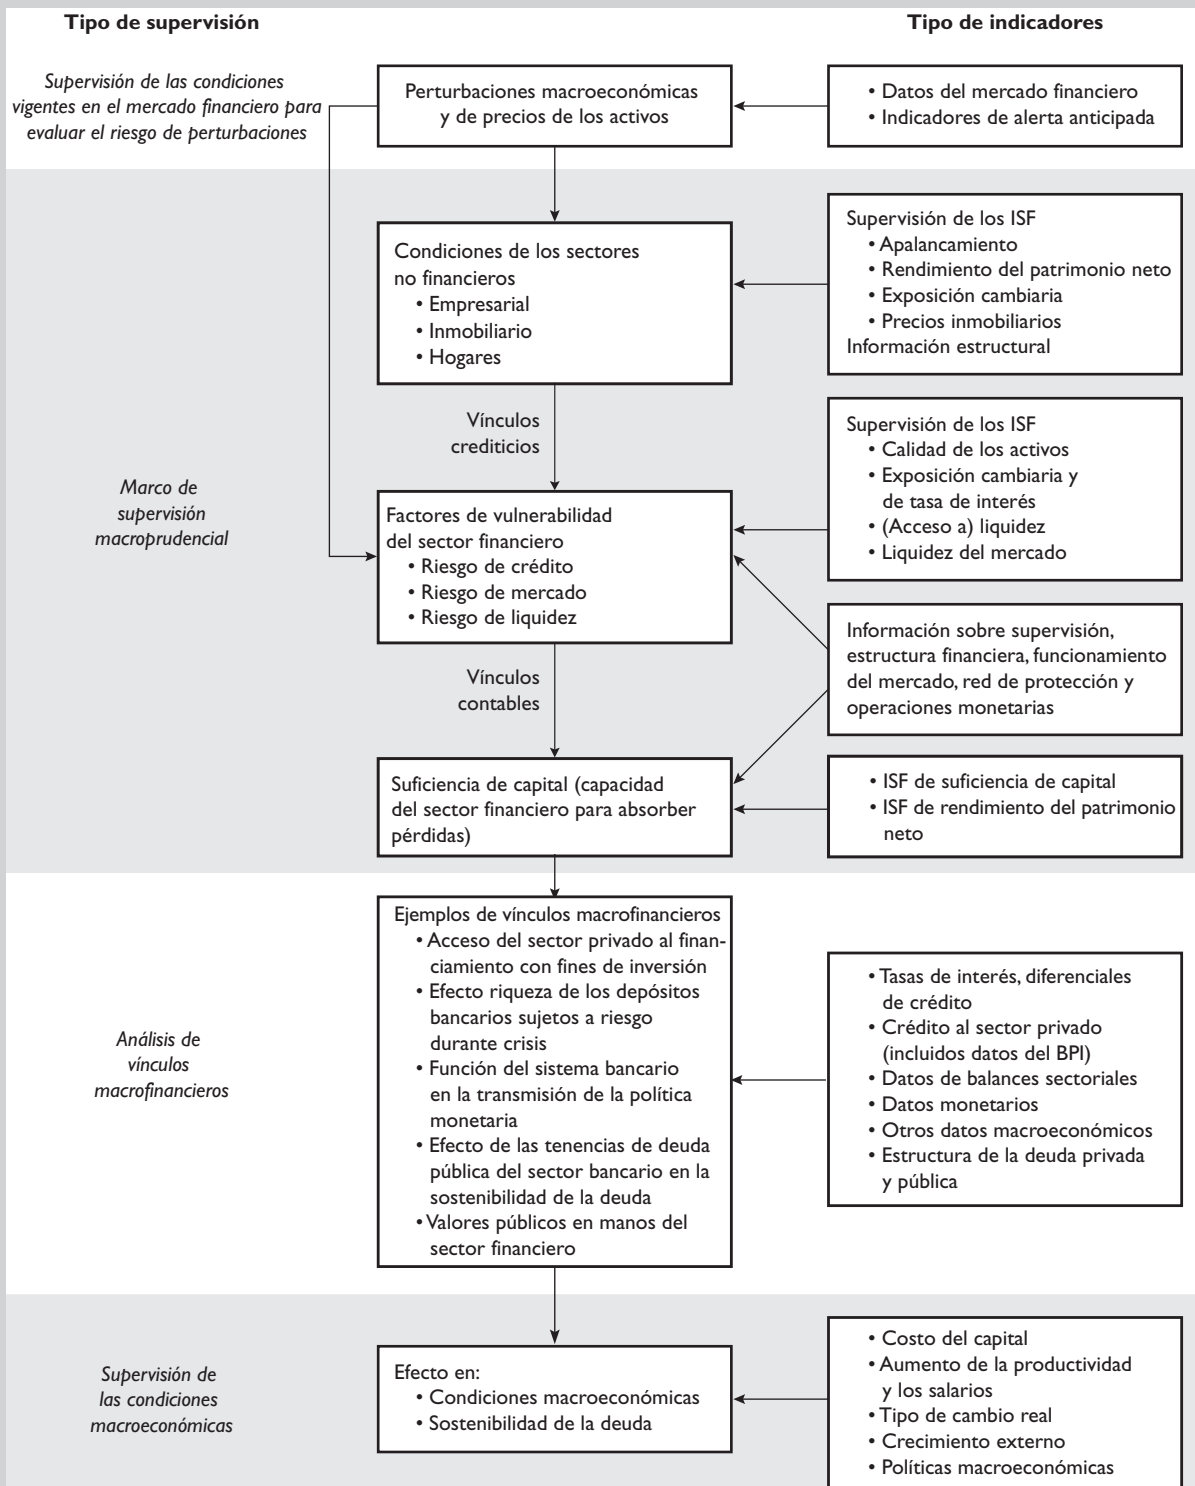 Tipo de supervisión
Tipo de indicadores
Supervisión de las condiciones
vigentes en el mercado financiero para
evaluar el riesgo de perturbaciones
Perturbaciones macroeconómicas
y de precios de los activos
• Datos del mercado financiero
• Indicadores de alerta anticipada
Marco de
supervisión
macroprudencial
Condiciones de los sectores
no financieros
• Empresarial
• Inmobiliario
• Hogares
Supervisión de los ISF
• Apalancamiento
• Rendimiento del patrimonio neto
• Exposición cambiaria
• Precios inmobiliarios
Información estructural
Vínculos
crediticios
Supervisión de los ISF
• Calidad de los activos
• Exposición cambiaria y
de tasa de interés
• (Acceso a) liquidez
• Liquidez del mercado
Factores de vulnerabilidad
del sector financiero
• Riesgo de crédito
• Riesgo de mercado
• Riesgo de liquidez
Información sobre supervisión,
estructura financiera, funcionamiento
del mercado, red de protección y
operaciones monetarias
Vínculos
contables
Suficiencia de capital (capacidad
del sector financiero para absorber
pérdidas)
• ISF de suficiencia de capital
• ISF de rendimiento del patrimonio
neto
Análisis de
vínculos
macrofinancieros
Ejemplos de vínculos macrofinancieros
• Acceso del sector privado al finan-
ciamiento con fines de inversión
• Efecto riqueza de los depósitos
bancarios sujetos a riesgo
durante crisis
• Función del sistema bancario
en la transmisión de la política
monetaria
• Efecto de las tenencias de deuda
pública del sector bancario en la
sostenibilidad de la deuda
• Valores públicos en manos del
sector financiero
• Tasas de interés, diferenciales
de crédito
• Crédito al sector privado
(incluidos datos del BPI)
• Datos de balances sectoriales
• Datos monetarios
• Otros datos macroeconómicos
• Estructura de la deuda privada
y pública
Supervisión de
las condiciones
macroeconómicas
Efecto en:
• Condiciones macroeconómicas
• Sostenibilidad de la deuda
• Costo del capital
• Aumento de la productividad
y los salarios
• Tipo de cambio real
• Crecimiento externo
• Políticas macroeconómicas